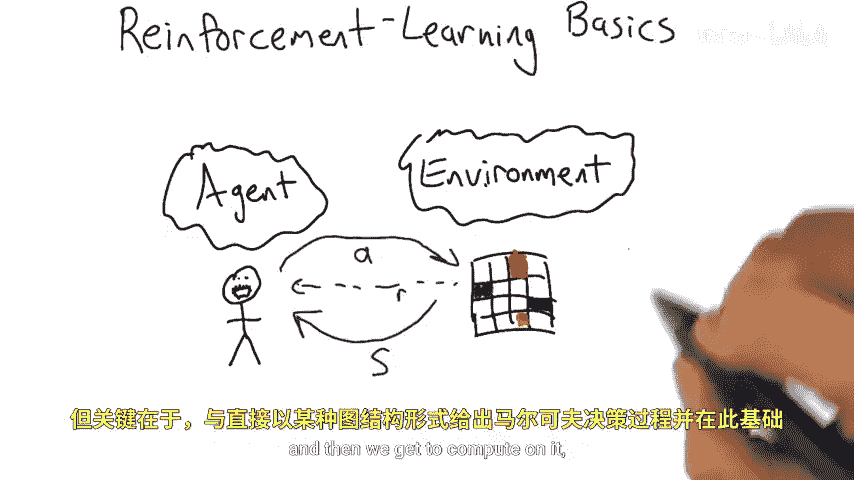 Reinforcement-Learning Basics
Agent
Environment
a
r
S
但关键在于，与直接以某种图结构形式给出马尔可夫决策过程并在此基础
and then we get to compute on it,